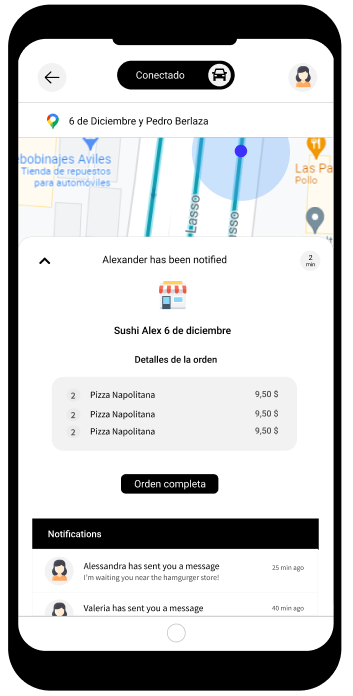 Conectado
6 de Diciembre y Pedro Berlaza
obobinajes Aviles
Tienda de repuestos
para automóviles
Lasso
Lasso
Las Pa
Pollo
Alexander has been notified
2
min
Sushi Alex 6 de diciembre
Detalles de la orden
2 Pizza Napolitana 9,50 $
2 Pizza Napolitana 9,50 $
2 Pizza Napolitana 9,50 $
Orden completa
Notifications
Alessandra has sent you a message 25 min ago
I'm waiting you near the hamgurger store!
Valeria has sent you a message 40 min ago